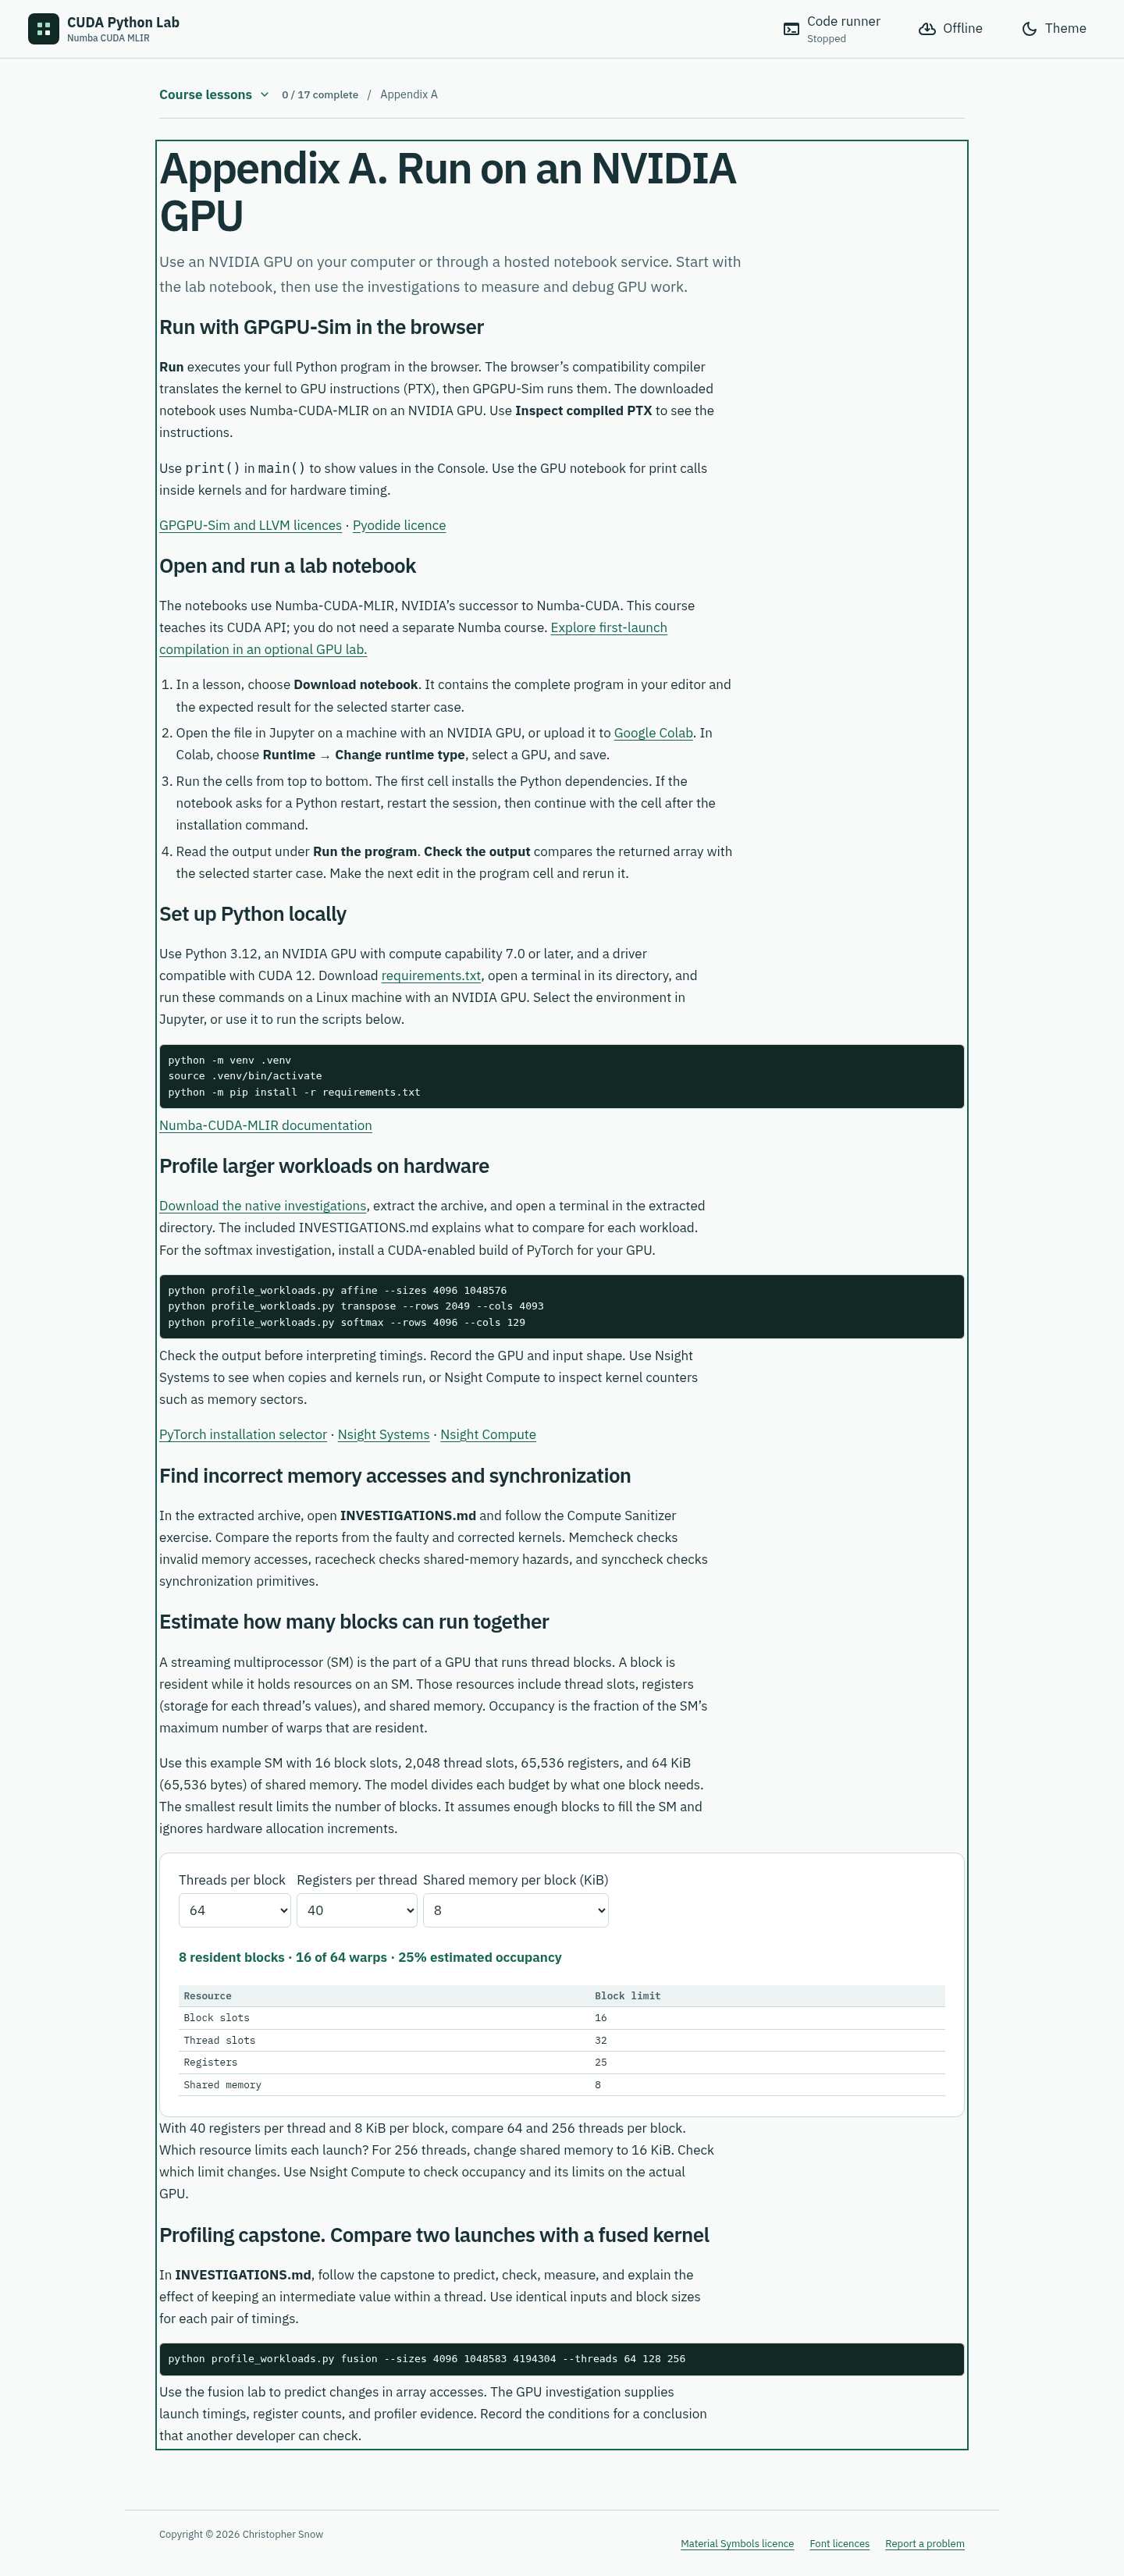 CUDA Python Lab
Numba CUDA MLIR
Code runner
Stopped
Offline
Theme
Course lessons
0 / 17 complete / Appendix A
Appendix A. Run on an NVIDIA
GPU
Use an NVIDIA GPU on your computer or through a hosted notebook service. Start with
the lab notebook, then use the investigations to measure and debug GPU work.
Run with GPGPU-Sim in the browser
Run executes your full Python program in the browser. The browser’s compatibility compiler
translates the kernel to GPU instructions (PTX), then GPGPU-Sim runs them. The downloaded
notebook uses Numba-CUDA-MLIR on an NVIDIA GPU. Use Inspect compiled PTX to see the
instructions.
Use print() in main() to show values in the Console. Use the GPU notebook for print calls
inside kernels and for hardware timing.
GPGPU-Sim and LLVM licences · Pyodide licence
Open and run a lab notebook
The notebooks use Numba-CUDA-MLIR, NVIDIA’s successor to Numba-CUDA. This course
teaches its CUDA API; you do not need a separate Numba course. Explore first-launch
compilation in an optional GPU lab.
1. In a lesson, choose Download notebook. It contains the complete program in your editor and
the expected result for the selected starter case.
2. Open the file in Jupyter on a machine with an NVIDIA GPU, or upload it to Google Colab. In
Colab, choose Runtime → Change runtime type, select a GPU, and save.
3. Run the cells from top to bottom. The first cell installs the Python dependencies. If the
notebook asks for a Python restart, restart the session, then continue with the cell after the
installation command.
4. Read the output under Run the program. Check the output compares the returned array with
the selected starter case. Make the next edit in the program cell and rerun it.
Set up Python locally
Use Python 3.12, an NVIDIA GPU with compute capability 7.0 or later, and a driver
compatible with CUDA 12. Download requirements.txt, open a terminal in its directory, and
run these commands on a Linux machine with an NVIDIA GPU. Select the environment in
Jupyter, or use it to run the scripts below.
python -m venv .venv
source .venv/bin/activate
python -m pip install -r requirements.txt
Numba-CUDA-MLIR documentation
Profile larger workloads on hardware
Download the native investigations, extract the archive, and open a terminal in the extracted
directory. The included INVESTIGATIONS.md explains what to compare for each workload.
For the softmax investigation, install a CUDA-enabled build of PyTorch for your GPU.
python profile_workloads.py affine --sizes 4096 1048576
python profile_workloads.py transpose --rows 2049 --cols 4093
python profile_workloads.py softmax --rows 4096 --cols 129
Check the output before interpreting timings. Record the GPU and input shape. Use Nsight
Systems to see when copies and kernels run, or Nsight Compute to inspect kernel counters
such as memory sectors.
PyTorch installation selector · Nsight Systems · Nsight Compute
Find incorrect memory accesses and synchronization
In the extracted archive, open INVESTIGATIONS.md and follow the Compute Sanitizer
exercise. Compare the reports from the faulty and corrected kernels. Memcheck checks
invalid memory accesses, racecheck checks shared-memory hazards, and synccheck checks
synchronization primitives.
Estimate how many blocks can run together
A streaming multiprocessor (SM) is the part of a GPU that runs thread blocks. A block is
resident while it holds resources on an SM. Those resources include thread slots, registers
(storage for each thread’s values), and shared memory. Occupancy is the fraction of the SM’s
maximum number of warps that are resident.
Use this example SM with 16 block slots, 2,048 thread slots, 65,536 registers, and 64 KiB
(65,536 bytes) of shared memory. The model divides each budget by what one block needs.
The smallest result limits the number of blocks. It assumes enough blocks to fill the SM and
ignores hardware allocation increments.
Threads per block Registers per thread Shared memory per block (KiB)
64 40 8
8 resident blocks · 16 of 64 warps · 25% estimated occupancy
Resource Block limit
Block slots 16
Thread slots 32
Registers 25
Shared memory 8
With 40 registers per thread and 8 KiB per block, compare 64 and 256 threads per block.
Which resource limits each launch? For 256 threads, change shared memory to 16 KiB. Check
which limit changes. Use Nsight Compute to check occupancy and its limits on the actual
GPU.
Profiling capstone. Compare two launches with a fused kernel
In INVESTIGATIONS.md, follow the capstone to predict, check, measure, and explain the
effect of keeping an intermediate value within a thread. Use identical inputs and block sizes
for each pair of timings.
python profile_workloads.py fusion --sizes 4096 1048583 4194304 --threads 64 128 256
Use the fusion lab to predict changes in array accesses. The GPU investigation supplies
launch timings, register counts, and profiler evidence. Record the conditions for a conclusion
that another developer can check.
Copyright © 2026 Christopher Snow
Material Symbols licence Font licences Report a problem